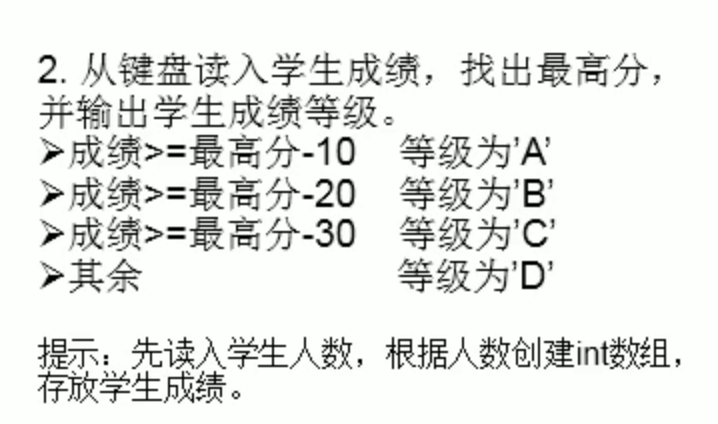 2. 从键盘读入学生成绩，找出最高分，
并输出学生成绩等级。
➢成绩>=最高分-10 等级为’A’
➢成绩>=最高分-20 等级为’B’
➢成绩>=最高分-30 等级为’C’
➢其余 等级为’D’
提示：先读入学生人数，根据人数创建int数组，
存放学生成绩。